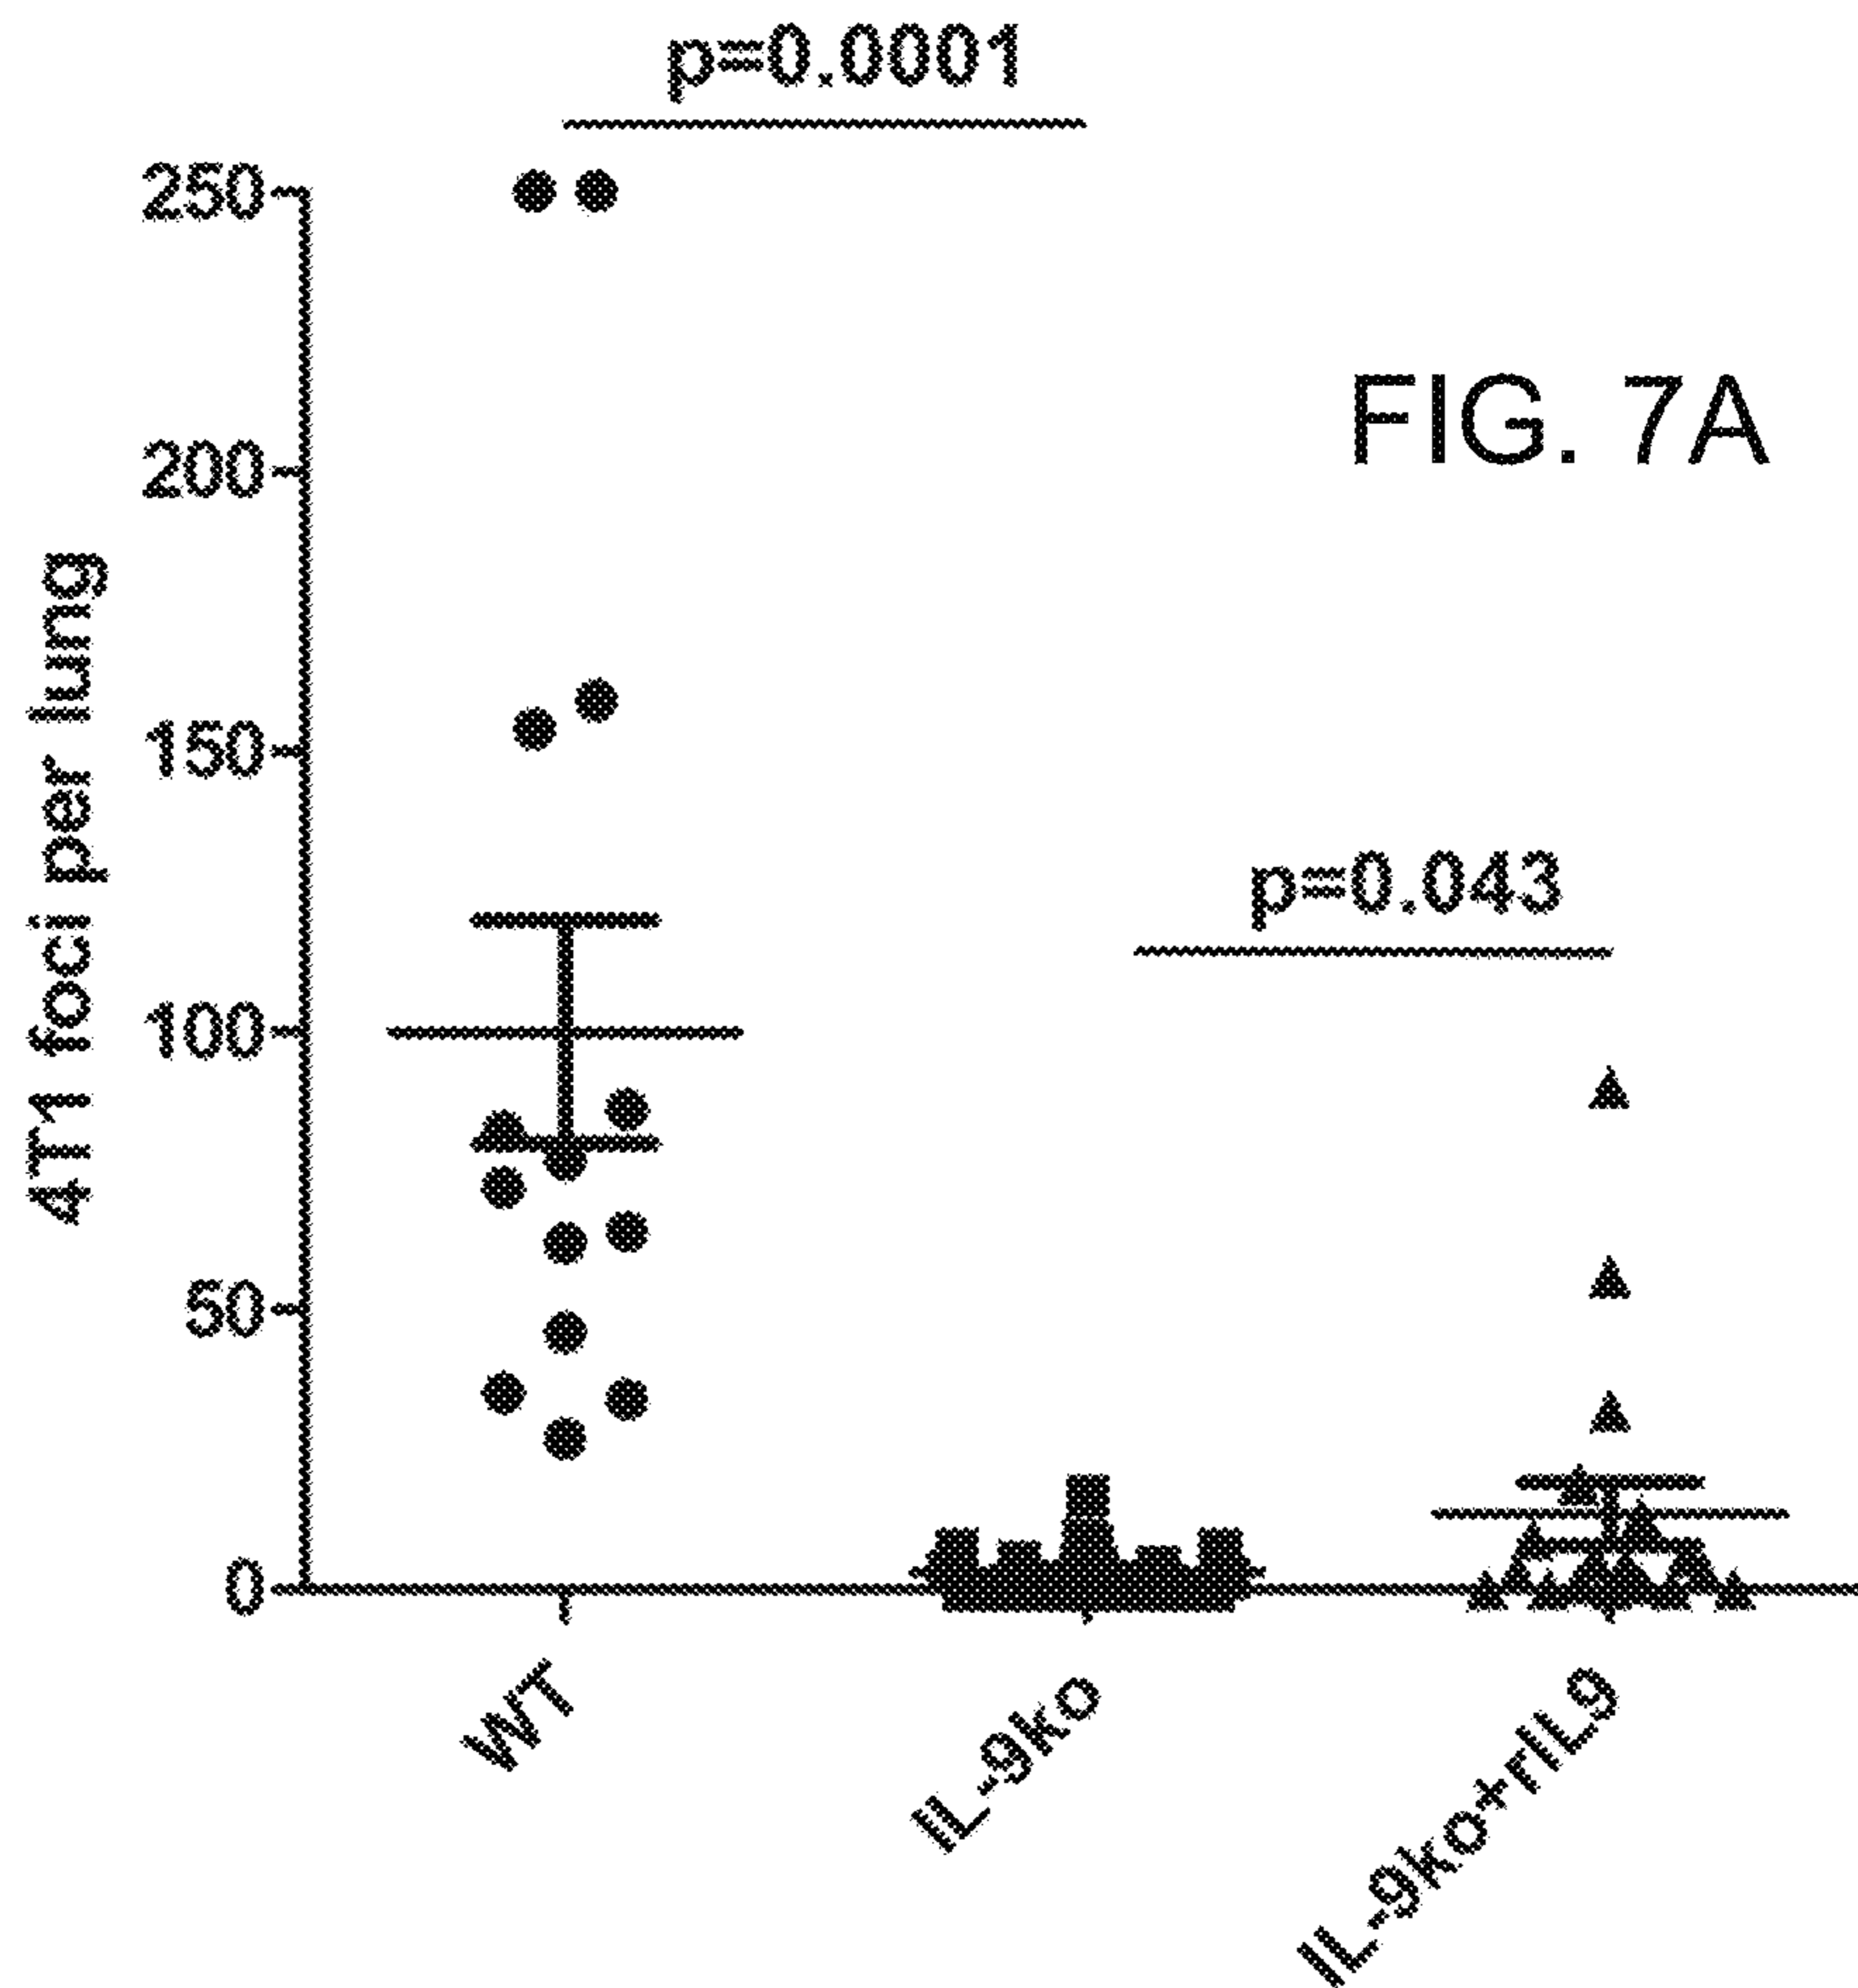 p=0.0001
250
200
150
100
50
0
4T1 foci per lung
FIG. 7A
p=0.043
WT
IL-9ko
IL-9ko+rIL9